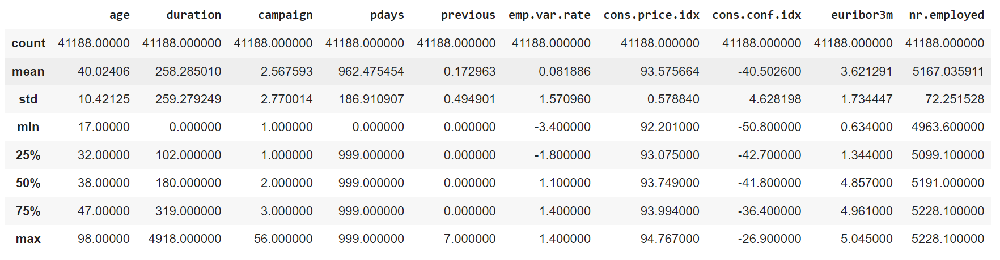 age duration campaign pdays previous emp.var.rate cons.price.idx cons.conf.idx euribor3m nr.employed
count 41188.00000 41188.000000 41188.000000 41188.000000 41188.000000 41188.000000 41188.000000 41188.000000 41188.000000 41188.000000
mean 40.02406 258.285010 2.567593 962.475454 0.172963 0.081886 93.575664 -40.502600 3.621291 5167.035911
std 10.42125 259.279249 2.770014 186.910907 0.494901 1.570960 0.578840 4.628198 1.734447 72.251528
min 17.00000 0.000000 1.000000 0.000000 0.000000 -3.400000 92.201000 -50.800000 0.634000 4963.600000
25% 32.00000 102.000000 1.000000 999.000000 0.000000 -1.800000 93.075000 -42.700000 1.344000 5099.100000
50% 38.00000 180.000000 2.000000 999.000000 0.000000 1.100000 93.749000 -41.800000 4.857000 5191.000000
75% 47.00000 319.000000 3.000000 999.000000 0.000000 1.400000 93.994000 -36.400000 4.961000 5228.100000
max 98.00000 4918.000000 56.000000 999.000000 7.000000 1.400000 94.767000 -26.900000 5.045000 5228.100000